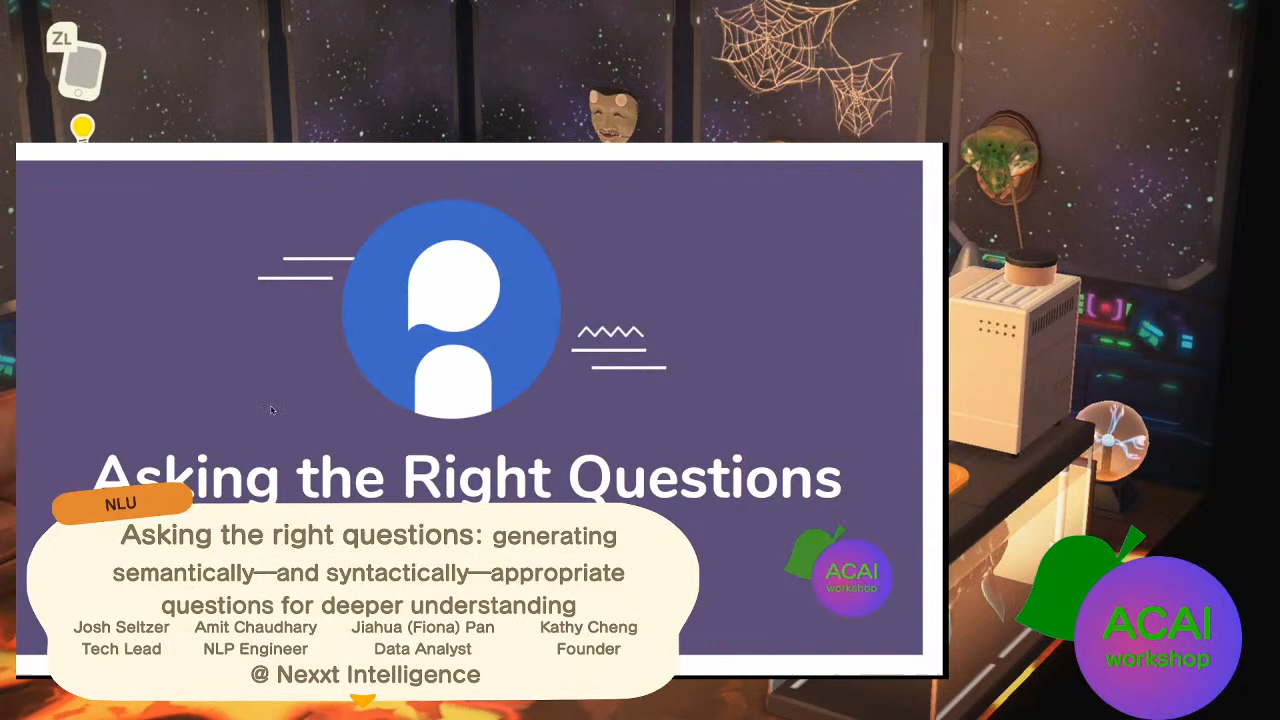 ZL
Asking the Right Questions
NLU
Asking the right questions: generating
semantically—and syntactically—appropriate
questions for deeper understanding
Josh Seltzer Amit Chaudhary Jiahua (Fiona) Pan Kathy Cheng
Tech Lead NLP Engineer Data Analyst Founder
@ Nexxt Intelligence
ACAI
workshop
ACAI
workshop